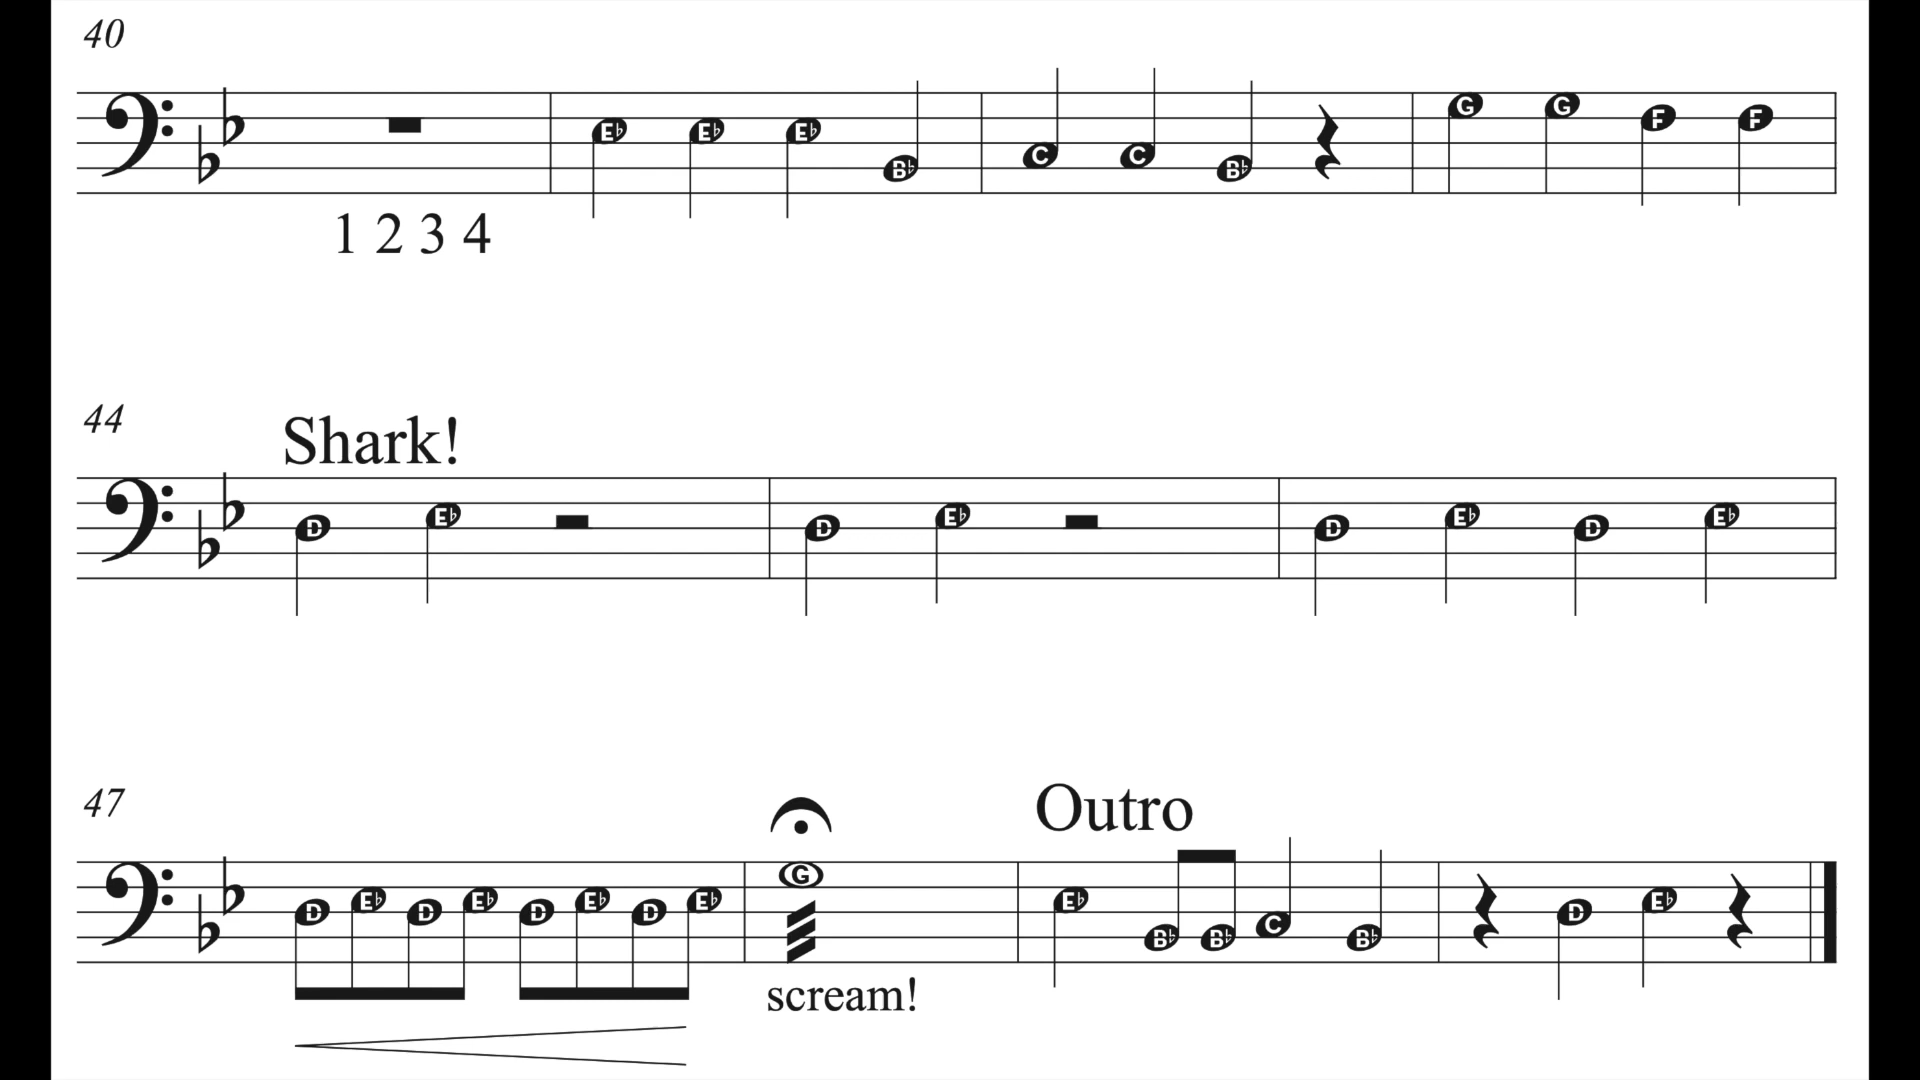 40
E♭ E♭ E♭ B♭ C C B♭ G G F F
1 2 3 4
44
Shark!
D E♭ D E♭ D E♭ D E♭
47
Outro
D E♭ D E♭ D E♭ D E♭ G E♭ B♭ B♭ C B♭ D E♭
scream!